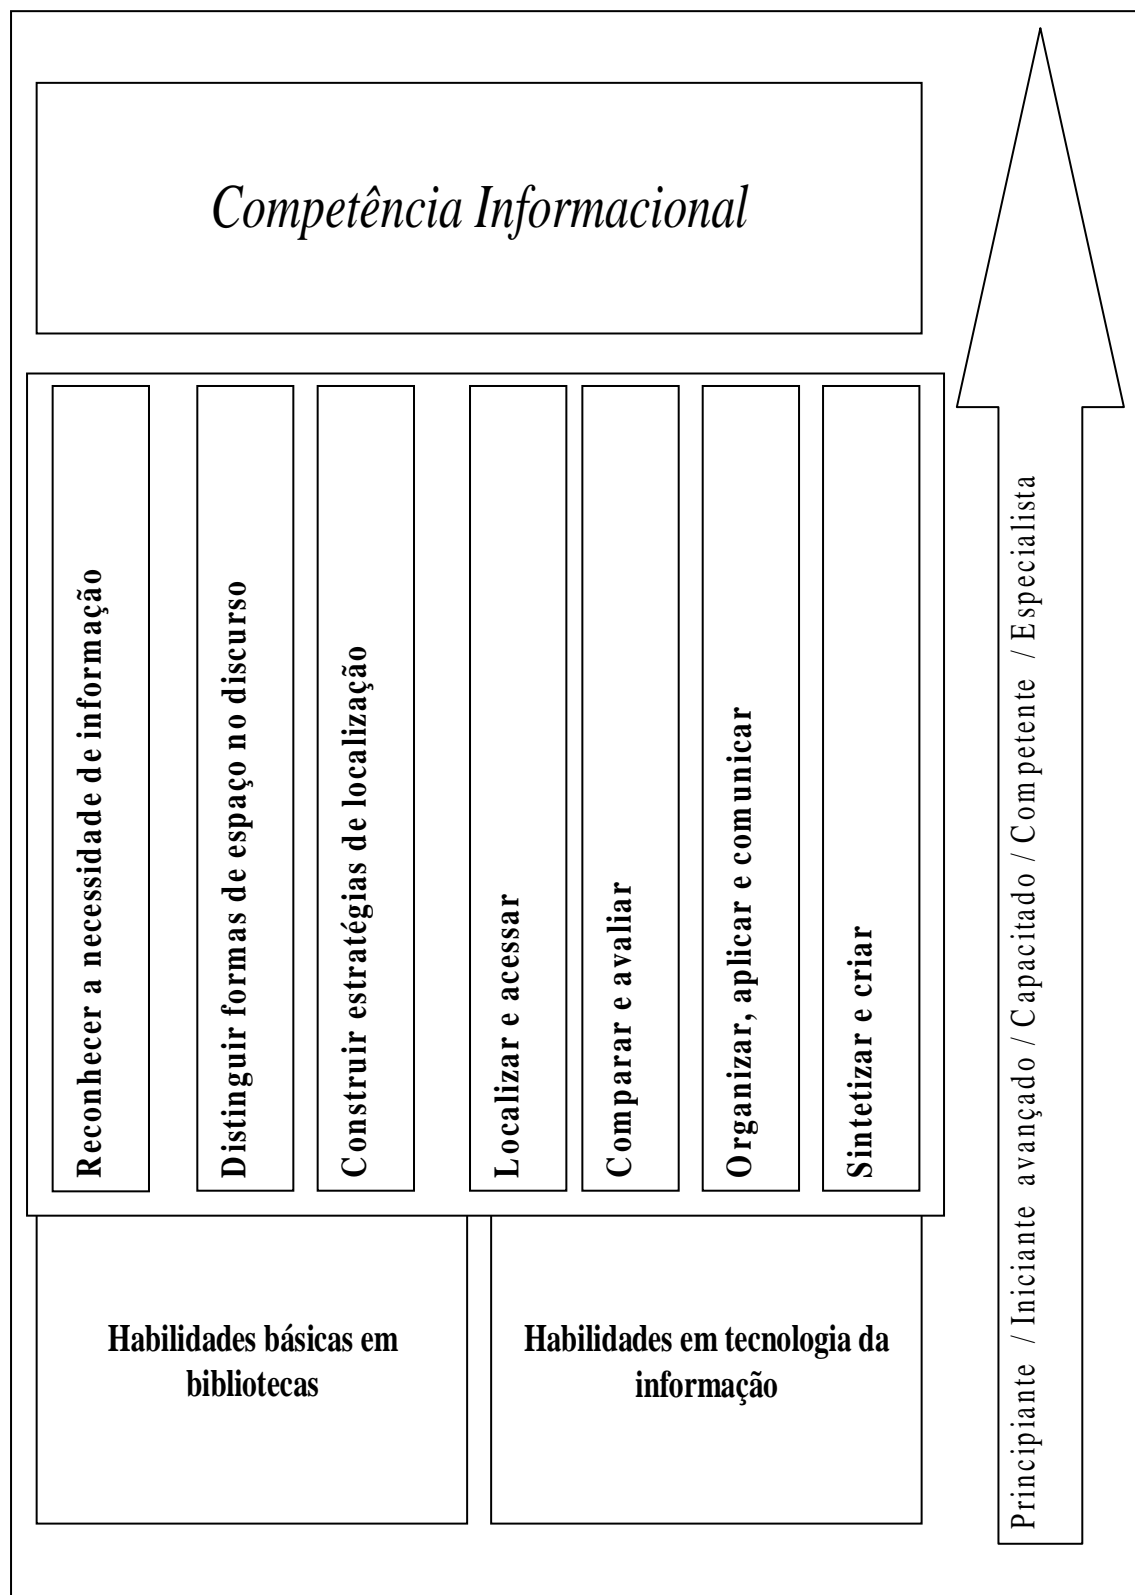 Competência Informacional
Reconhecer a necessidade de informação
Distinguir formas de espaço no discurso
Construir estratégias de localização
Localizar e acessar
Comparar e avaliar
Organizar, aplicar e comunicar
Sintetizar e criar
Habilidades básicas em
bibliotecas
Habilidades em tecnologia da
informação
Principiante / Iniciante avançado / Capacitado / Competente / Especialista